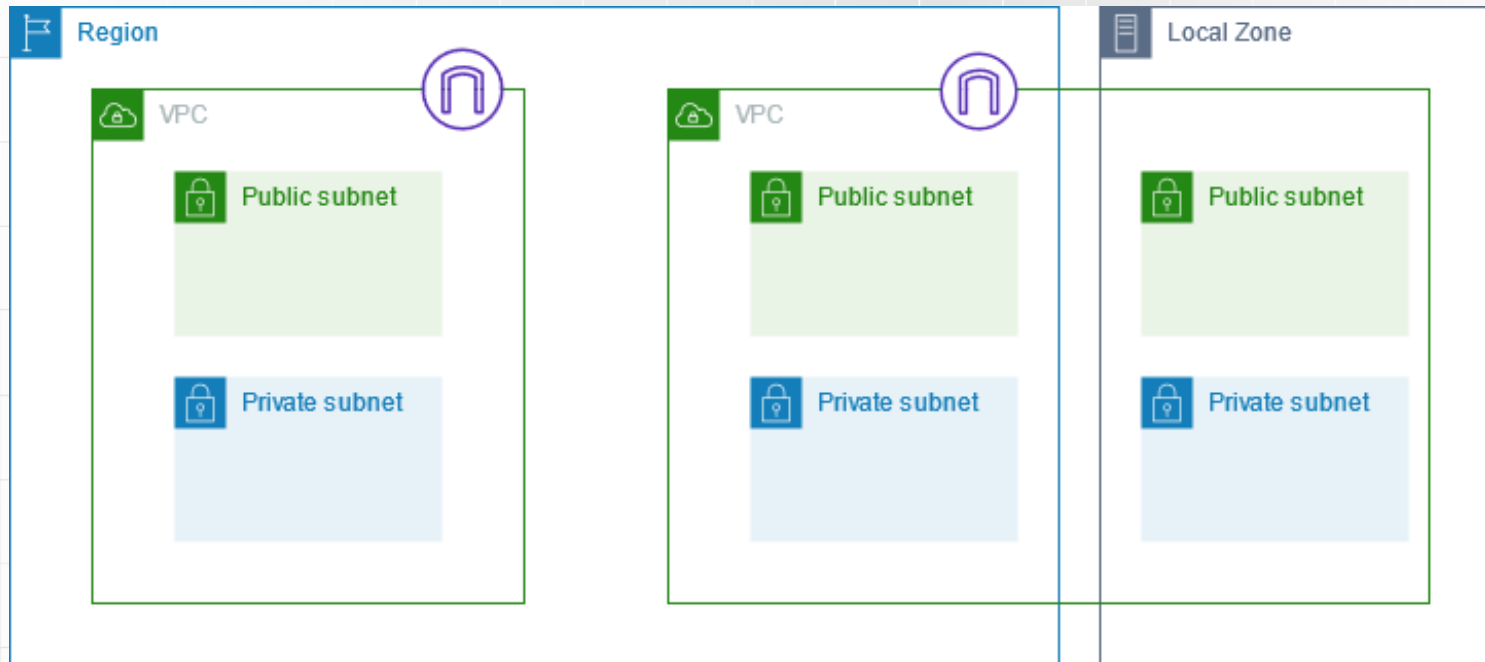 Region
Local Zone
VPC
VPC
Public subnet
Public subnet
Public subnet
Private subnet
Private subnet
Private subnet